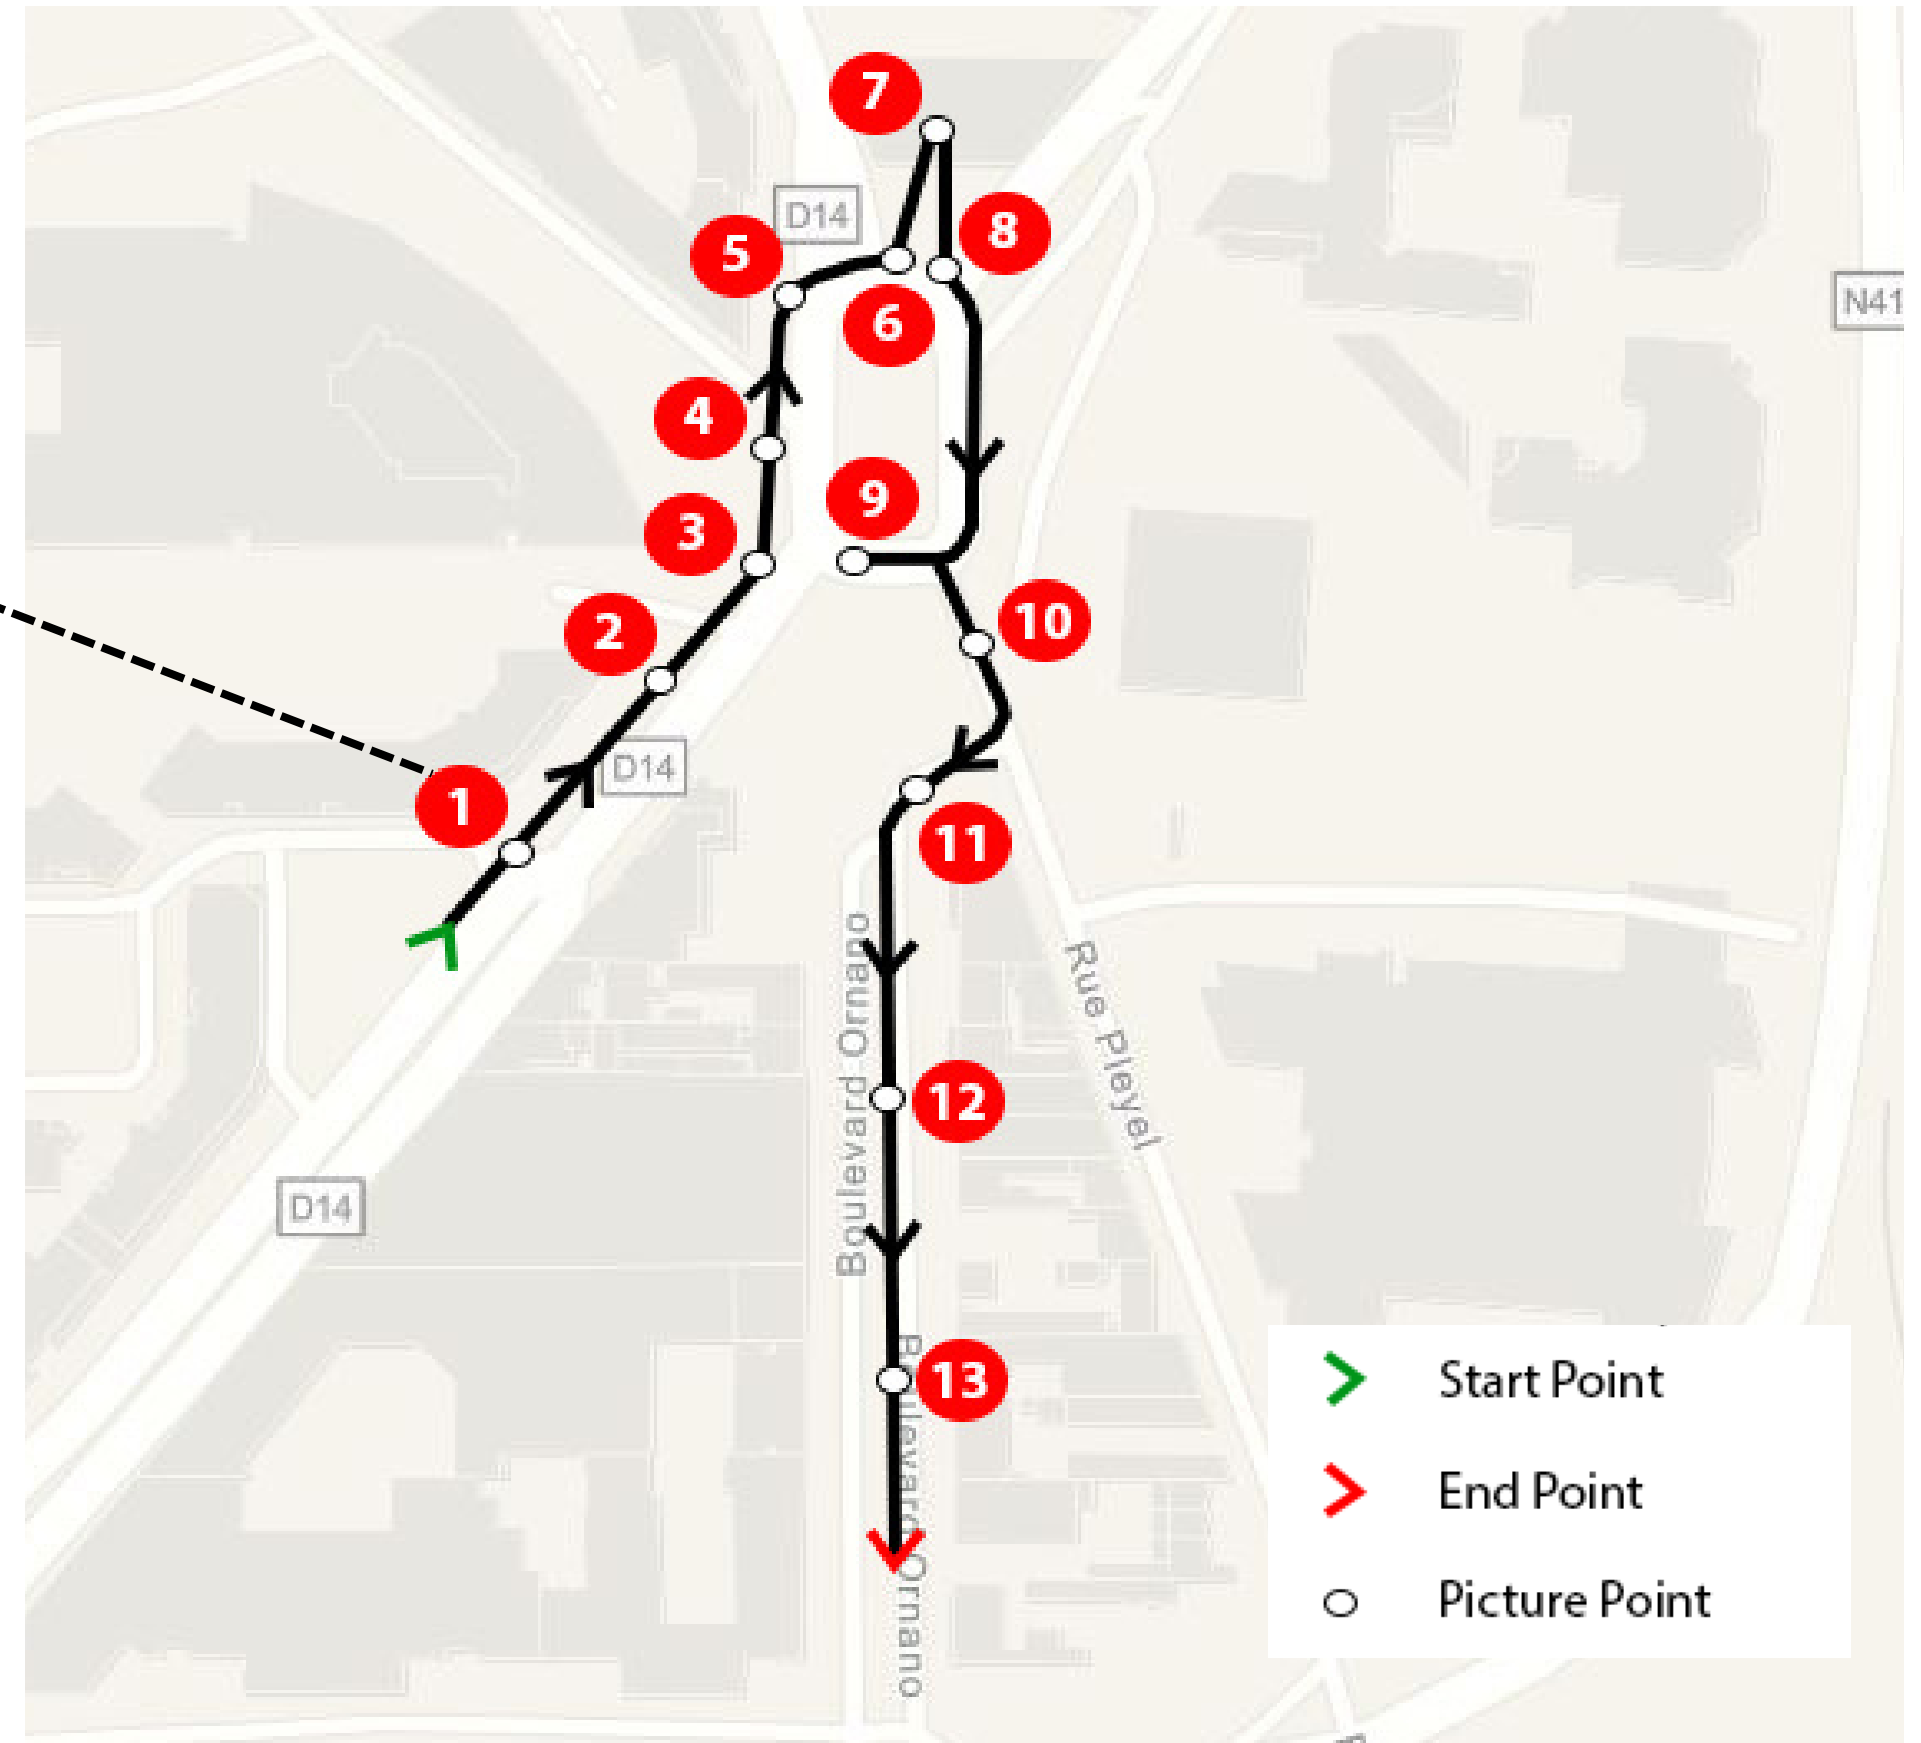 7
D14
8
5
N41
6
4
9
3
10
2
D14
1
11
Boulevard Ornano
Rue Pleyel
12
D14
13
Boulevard Ornano
Start Point
End Point
Picture Point